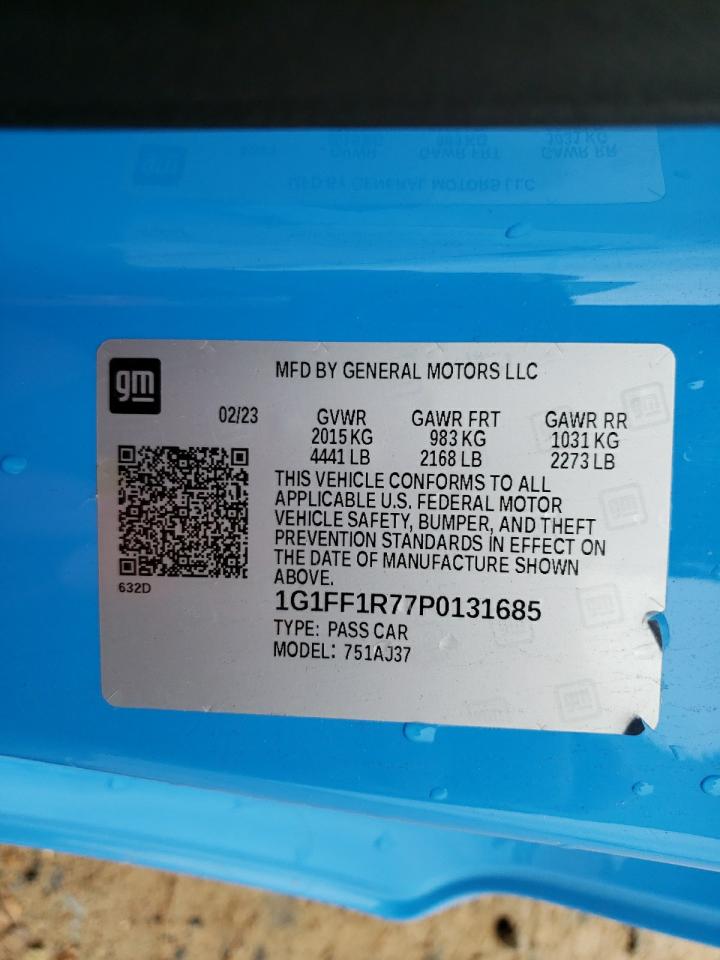 gm
MFD BY GENERAL MOTORS LLC
02/23
GVWR GAWR FRT GAWR RR
2015 KG 983 KG 1031 KG
4441 LB 2168 LB 2273 LB
THIS VEHICLE CONFORMS TO ALL
APPLICABLE U.S. FEDERAL MOTOR
VEHICLE SAFETY, BUMPER, AND THEFT
PREVENTION STANDARDS IN EFFECT ON
THE DATE OF MANUFACTURE SHOWN
ABOVE.
632D
1G1FF1R77P0131685
TYPE: PASS CAR
MODEL: 751AJ37